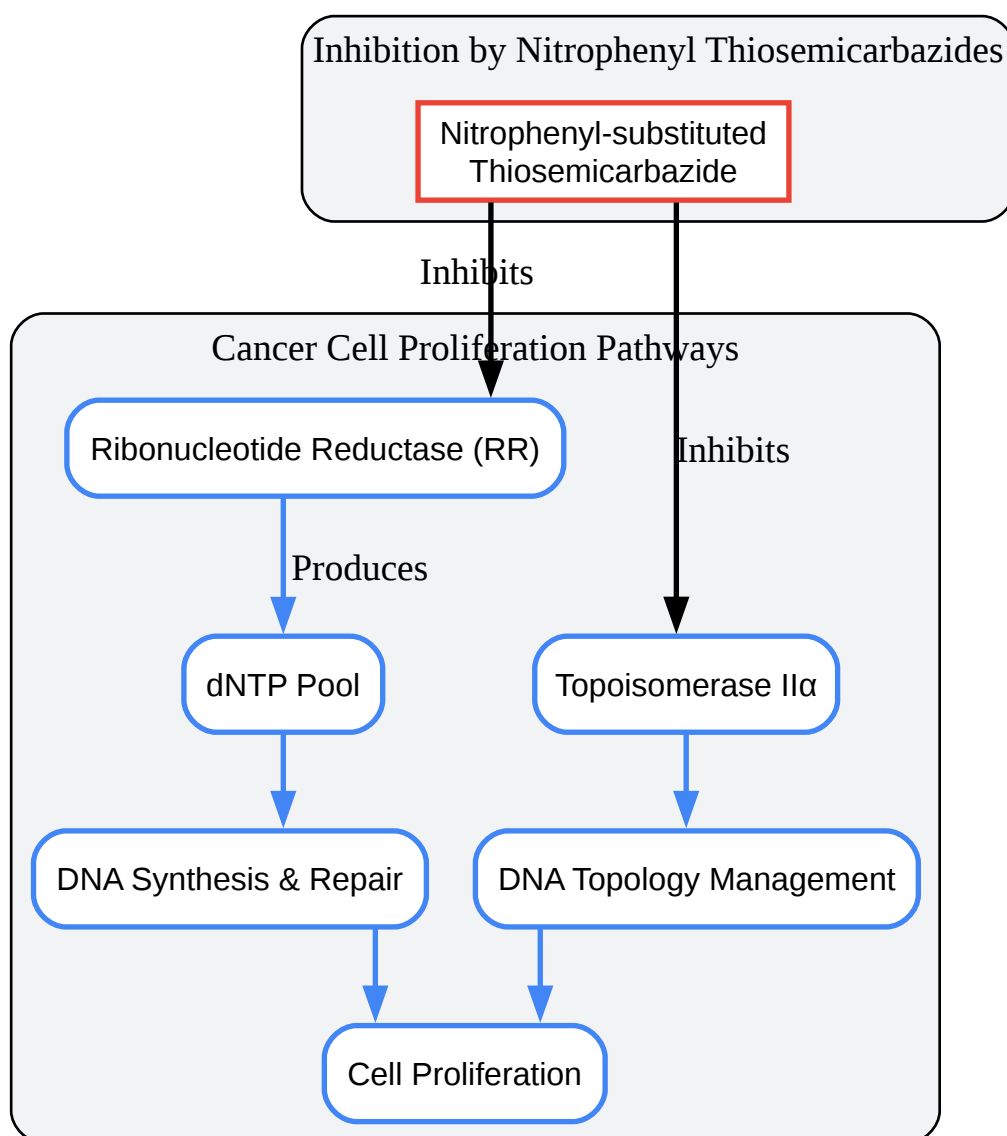 Inhibition by Nitrophenyl Thiosemicarbazides
Nitrophenyl-substituted
Thiosemicarbazide
Inhibits
Cancer Cell Proliferation Pathways
Ribonucleotide Reductase (RR)
Inhibits
Produces
dNTP Pool
Topoisomerase IIα
DNA Synthesis & Repair
DNA Topology Management
Cell Proliferation